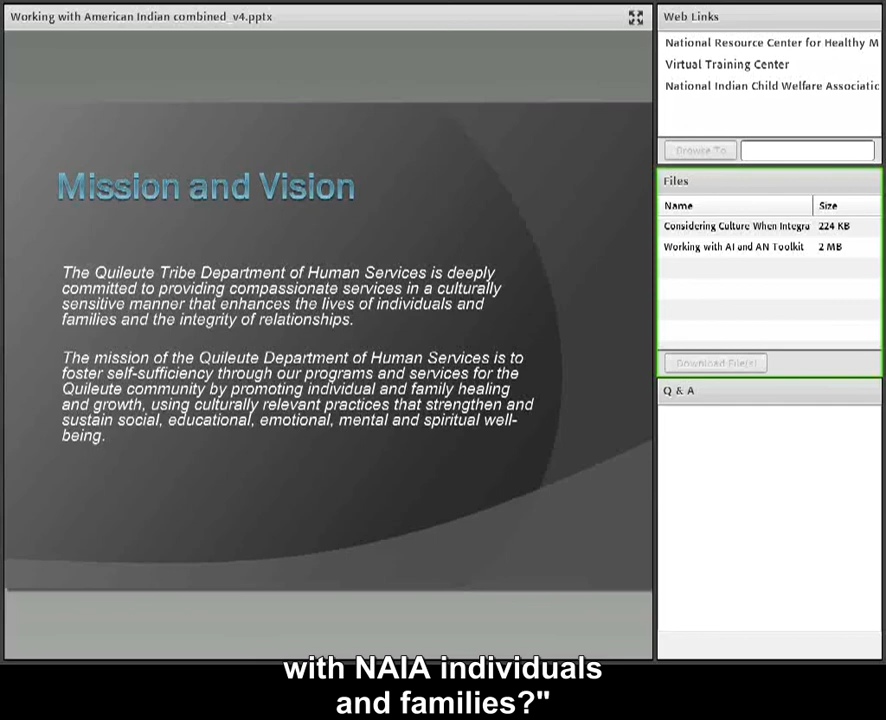 Working with American Indian combined_v4.pptx
Mission and Vision
The Quileute Tribe Department of Human Services is deeply
committed to providing compassionate services in a culturally
sensitive manner that enhances the lives of individuals and
families and the integrity of relationships.
The mission of the Quileute Department of Human Services is to
foster self-sufficiency through our programs and services for the
Quileute community by promoting individual and family healing
and growth, using culturally relevant practices that strengthen and
sustain social, educational, emotional, mental and spiritual well-
being.
Web Links
National Resource Center for Healthy M
Virtual Training Center
National Indian Child Welfare Associatic
Browse To
Files
Name Size
Considering Culture When Integra 224 KB
Working with AI and AN Toolkit 2 MB
Download File(s)
Q & A
with NAIA individuals
and families?"